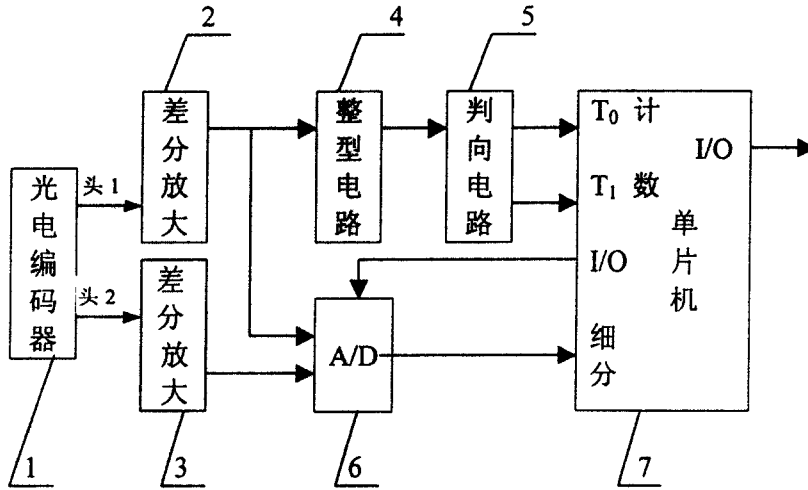 2
4
5
差分放大
整型电路
判向电路
T₀ 计
I/O
T₁ 数
单片机
I/O
细分
光电编码器
头 1
头 2
差分放大
A/D
1
3
6
7